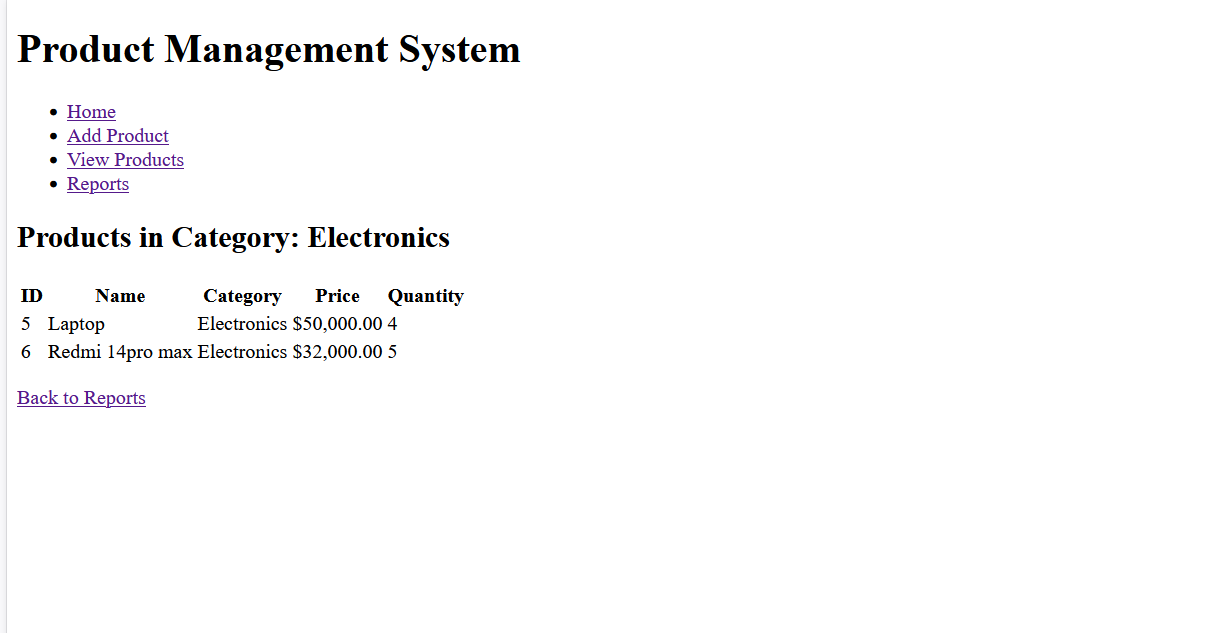 Product Management System
Home
Add Product
View Products
Reports
Products in Category: Electronics
ID Name Category Price Quantity
5 Laptop Electronics $50,000.00 4
6 Redmi 14pro max Electronics $32,000.00 5
Back to Reports